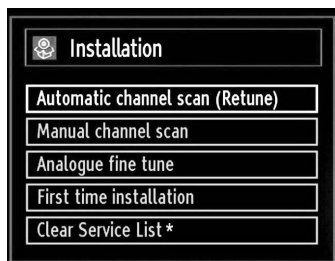 Installation
Automatic channel scan (Retune)
Manual channel scan
Analogue fine tune
First time installation
Clear Service List *